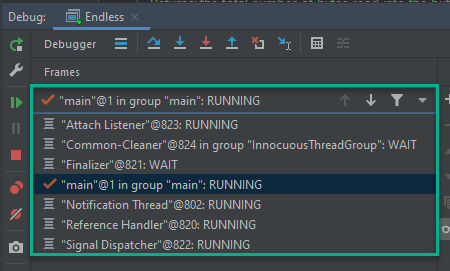 Debug:
Endless
Debugger
Frames
"main"@1 in group "main": RUNNING
"Attach Listener"@823: RUNNING
"Common-Cleaner"@824 in group "InnocuousThreadGroup": WAIT
"Finalizer"@821: WAIT
"main"@1 in group "main": RUNNING
"Notification Thread"@802: RUNNING
"Reference Handler"@820: RUNNING
"Signal Dispatcher"@822: RUNNING